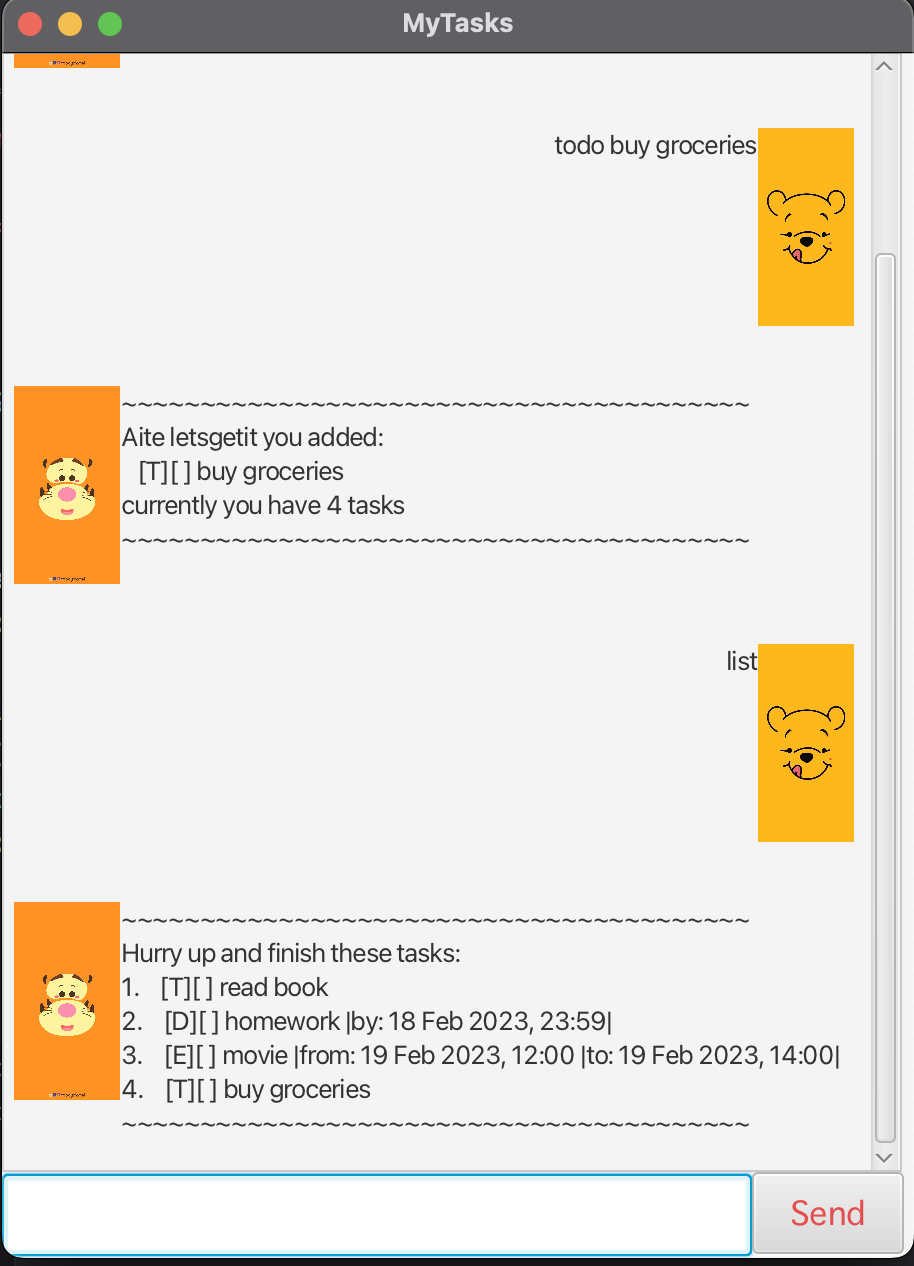 MyTasks
todo buy groceries
~~~~~~~~~~~~~~~~~~~~~~~~~~~~~~~~~~~~~~~
Aite letsgetit you added:
[T][ ] buy groceries
currently you have 4 tasks
~~~~~~~~~~~~~~~~~~~~~~~~~~~~~~~~~~~~~~~
list
~~~~~~~~~~~~~~~~~~~~~~~~~~~~~~~~~~~~~~~
Hurry up and finish these tasks:
1. [T][ ] read book
2. [D][ ] homework |by: 18 Feb 2023, 23:59|
3. [E][ ] movie |from: 19 Feb 2023, 12:00 |to: 19 Feb 2023, 14:00|
4. [T][ ] buy groceries
~~~~~~~~~~~~~~~~~~~~~~~~~~~~~~~~~~~~~~~
Send